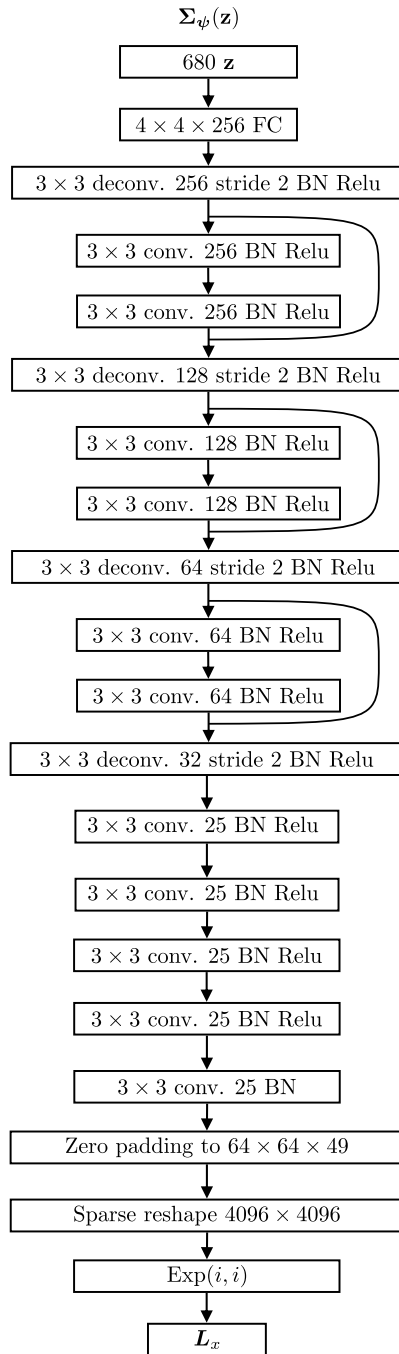 Σ_ψ(z)
680 z
4 × 4 × 256 FC
3 × 3 deconv. 256 stride 2 BN Relu
3 × 3 conv. 256 BN Relu
3 × 3 conv. 256 BN Relu
3 × 3 deconv. 128 stride 2 BN Relu
3 × 3 conv. 128 BN Relu
3 × 3 conv. 128 BN Relu
3 × 3 deconv. 64 stride 2 BN Relu
3 × 3 conv. 64 BN Relu
3 × 3 conv. 64 BN Relu
3 × 3 deconv. 32 stride 2 BN Relu
3 × 3 conv. 25 BN Relu
3 × 3 conv. 25 BN Relu
3 × 3 conv. 25 BN Relu
3 × 3 conv. 25 BN Relu
3 × 3 conv. 25 BN
Zero padding to 64 × 64 × 49
Sparse reshape 4096 × 4096
Exp(i, i)
L_x